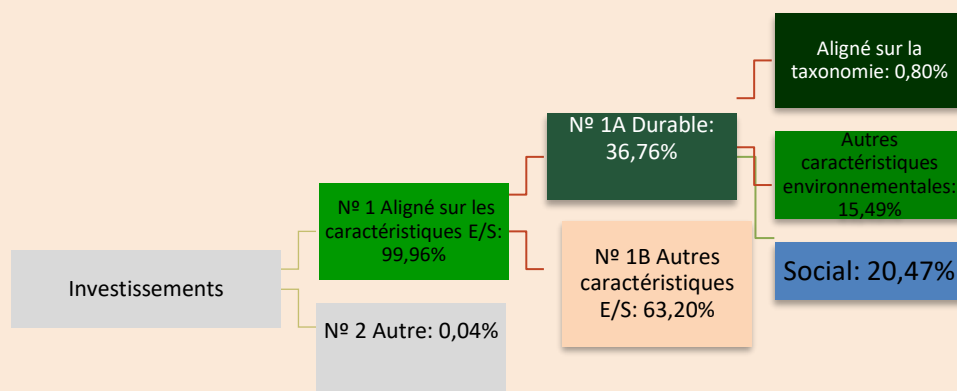 Investissements
Nº 1 Aligné sur les
caractéristiques E/S:
99,96%
Nº 2 Autre: 0,04%
Nº 1A Durable:
36,76%
Nº 1B Autres
caractéristiques
E/S: 63,20%
Aligné sur la
taxonomie: 0,80%
Autres
caractéristiques
environnementales:
15,49%
Social: 20,47%